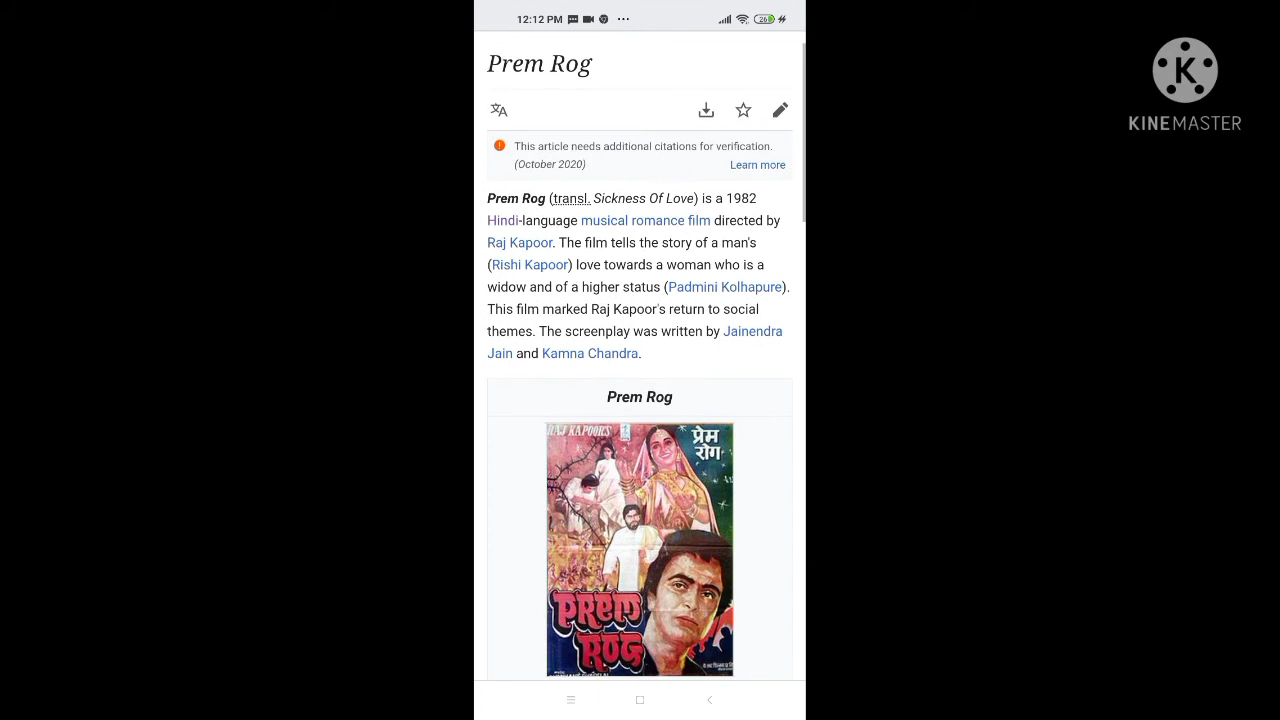 12:12 PM
26
Prem Rog
This article needs additional citations for verification.
(October 2020) Learn more
Prem Rog (transl. Sickness Of Love) is a 1982
Hindi-language musical romance film directed by
Raj Kapoor. The film tells the story of a man's
(Rishi Kapoor) love towards a woman who is a
widow and of a higher status (Padmini Kolhapure).
This film marked Raj Kapoor's return to social
themes. The screenplay was written by Jainendra
Jain and Kamna Chandra.
Prem Rog
RAJ KAPOOR'S
प्रेम
रोग
PREM
ROG
K
KINEMASTER